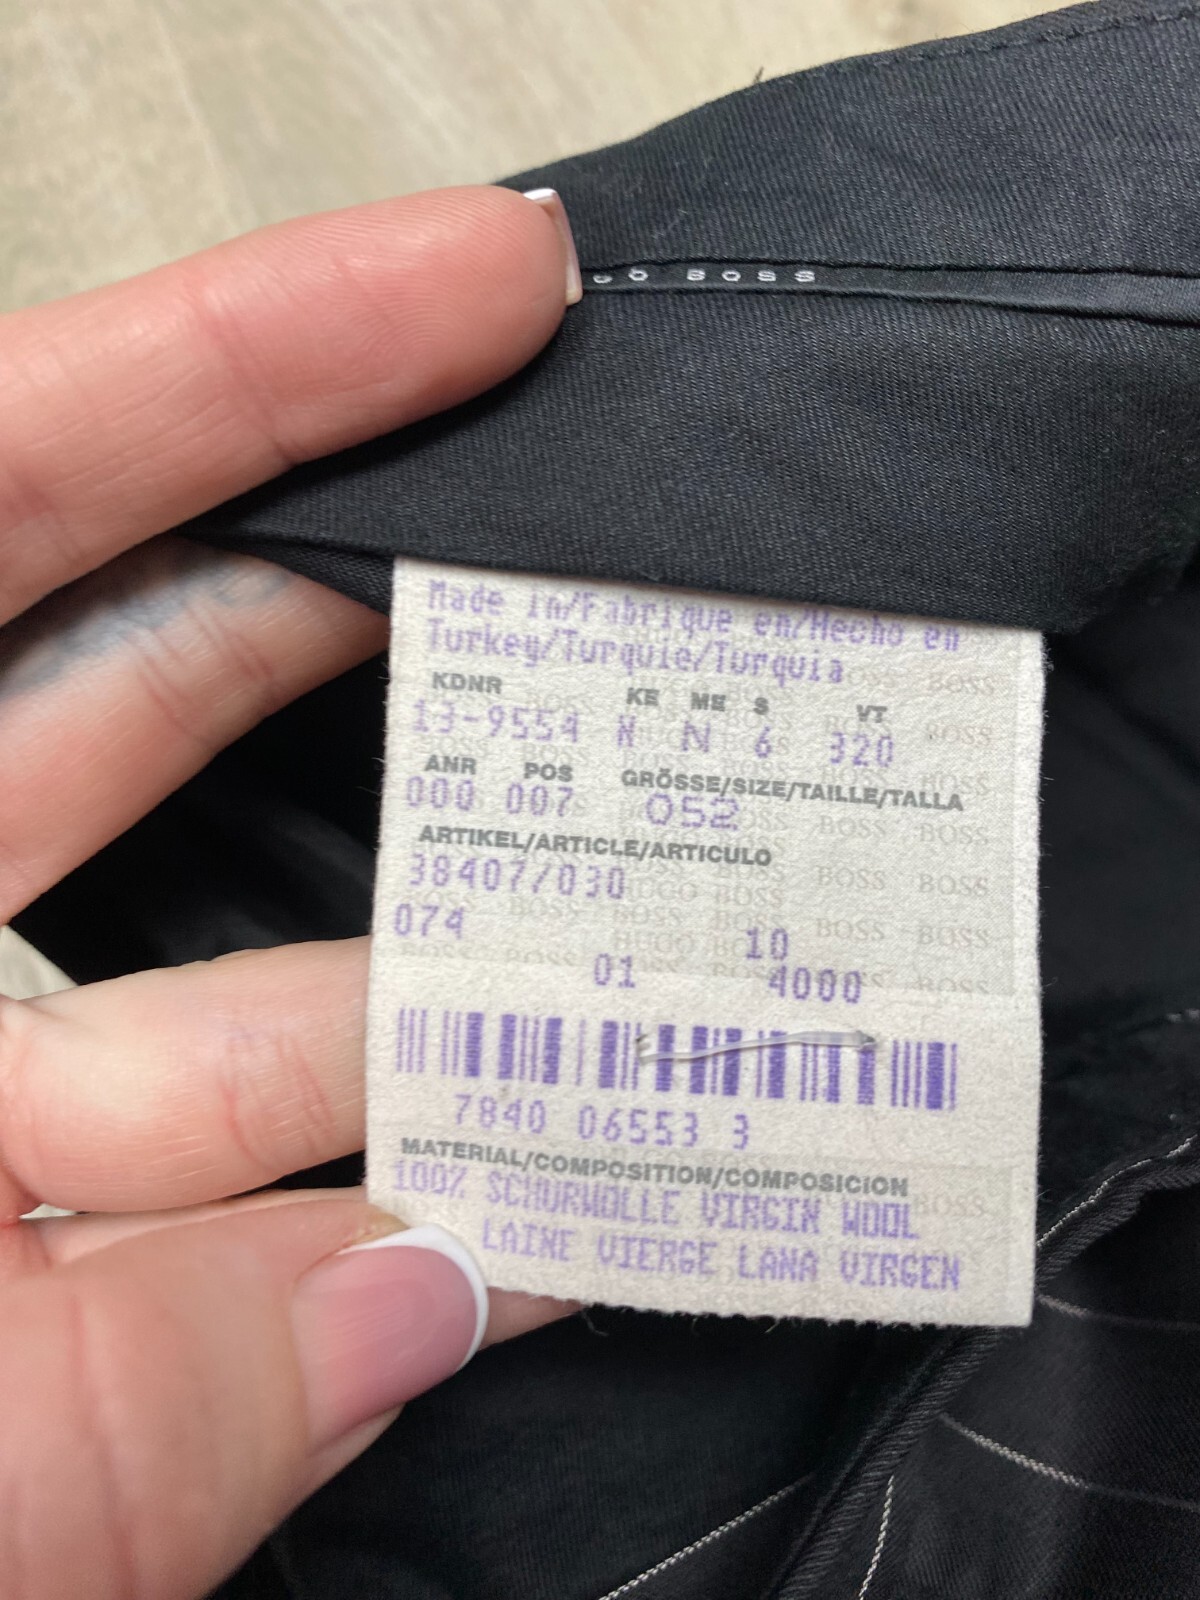 O BOSS
Made in/Fabrique en/Hecho en
Turkey/Turquie/Turquia
KDNR KE ME S VT
13-9554 N N 6 320
ANR POS GRÖSSE/SIZE/TAILLE/TALLA
000 007 052
ARTIKEL/ARTICLE/ARTICULO
38407/030
074 10
01 4000
7840 06553 3
MATERIAL/COMPOSITION/COMPOSICION
100% SCHURWOLLE VIRGIN WOOL
LAINE VIERGE LANA VIRGEN